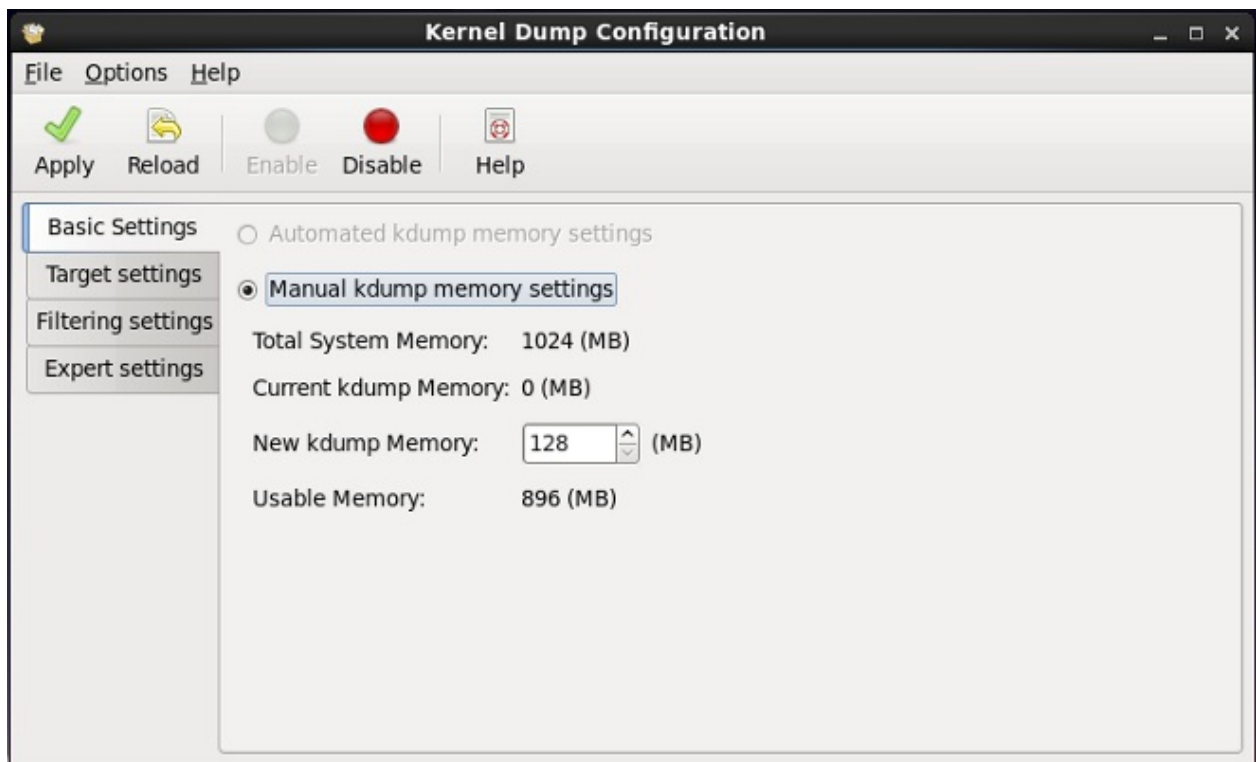 Kernel Dump Configuration
File Options Help
Apply Reload Enable Disable Help
Basic Settings
Target settings
Filtering settings
Expert settings
Automated kdump memory settings
Manual kdump memory settings
Total System Memory: 1024 (MB)
Current kdump Memory: 0 (MB)
New kdump Memory: 128 (MB)
Usable Memory: 896 (MB)